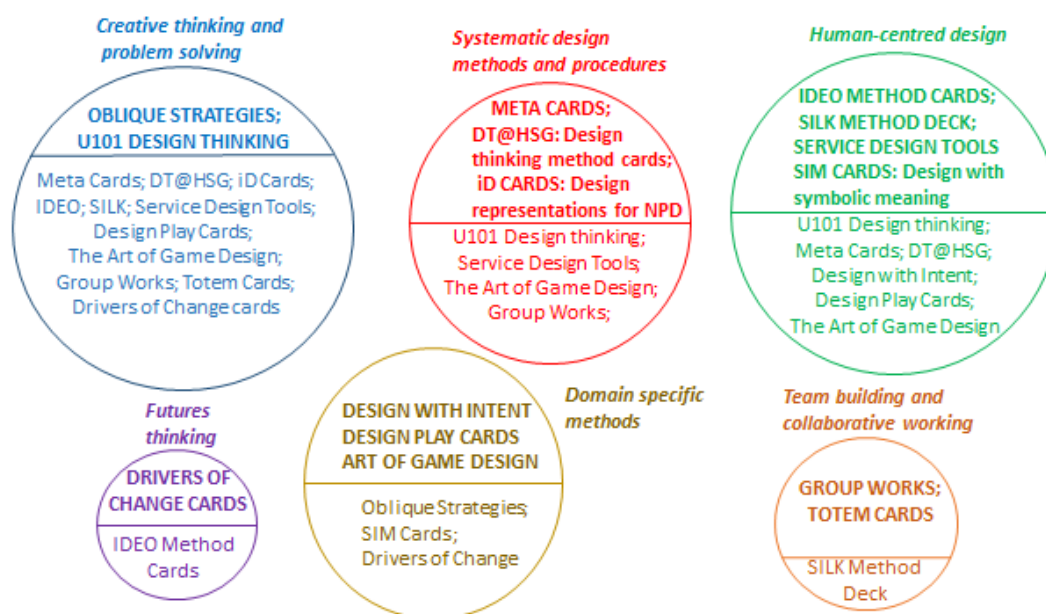 Creative thinking and
problem solving
OBLIQUE STRATEGIES;
U101 DESIGN THINKING
Meta Cards; DT@HSG; iD Cards;
IDEO; SILK; Service Design Tools;
Design Play Cards;
The Art of Game Design;
Group Works; Totem Cards;
Drivers of Change cards
Systematic design
methods and procedures
META CARDS;
DT@HSG: Design
thinking method cards;
iD CARDS: Design
representations for NPD
U101 Design thinking;
Service Design Tools;
The Art of Game Design;
Group Works;
Human-centred design
IDEO METHOD CARDS;
SILK METHOD DECK;
SERVICE DESIGN TOOLS
SIM CARDS: Design with
symbolic meaning
U101 Design thinking;
Meta Cards; DT@HSG;
Design with Intent;
Design Play Cards;
The Art of Game Design
Futures
thinking
DRIVERS OF
CHANGE CARDS
IDEO Method
Cards
Domain specific
methods
DESIGN WITH INTENT
DESIGN PLAY CARDS
ART OF GAME DESIGN
Oblique Strategies;
SIM Cards;
Drivers of Change
Team building and
collaborative working
GROUP WORKS;
TOTEM CARDS
SILK Method
Deck